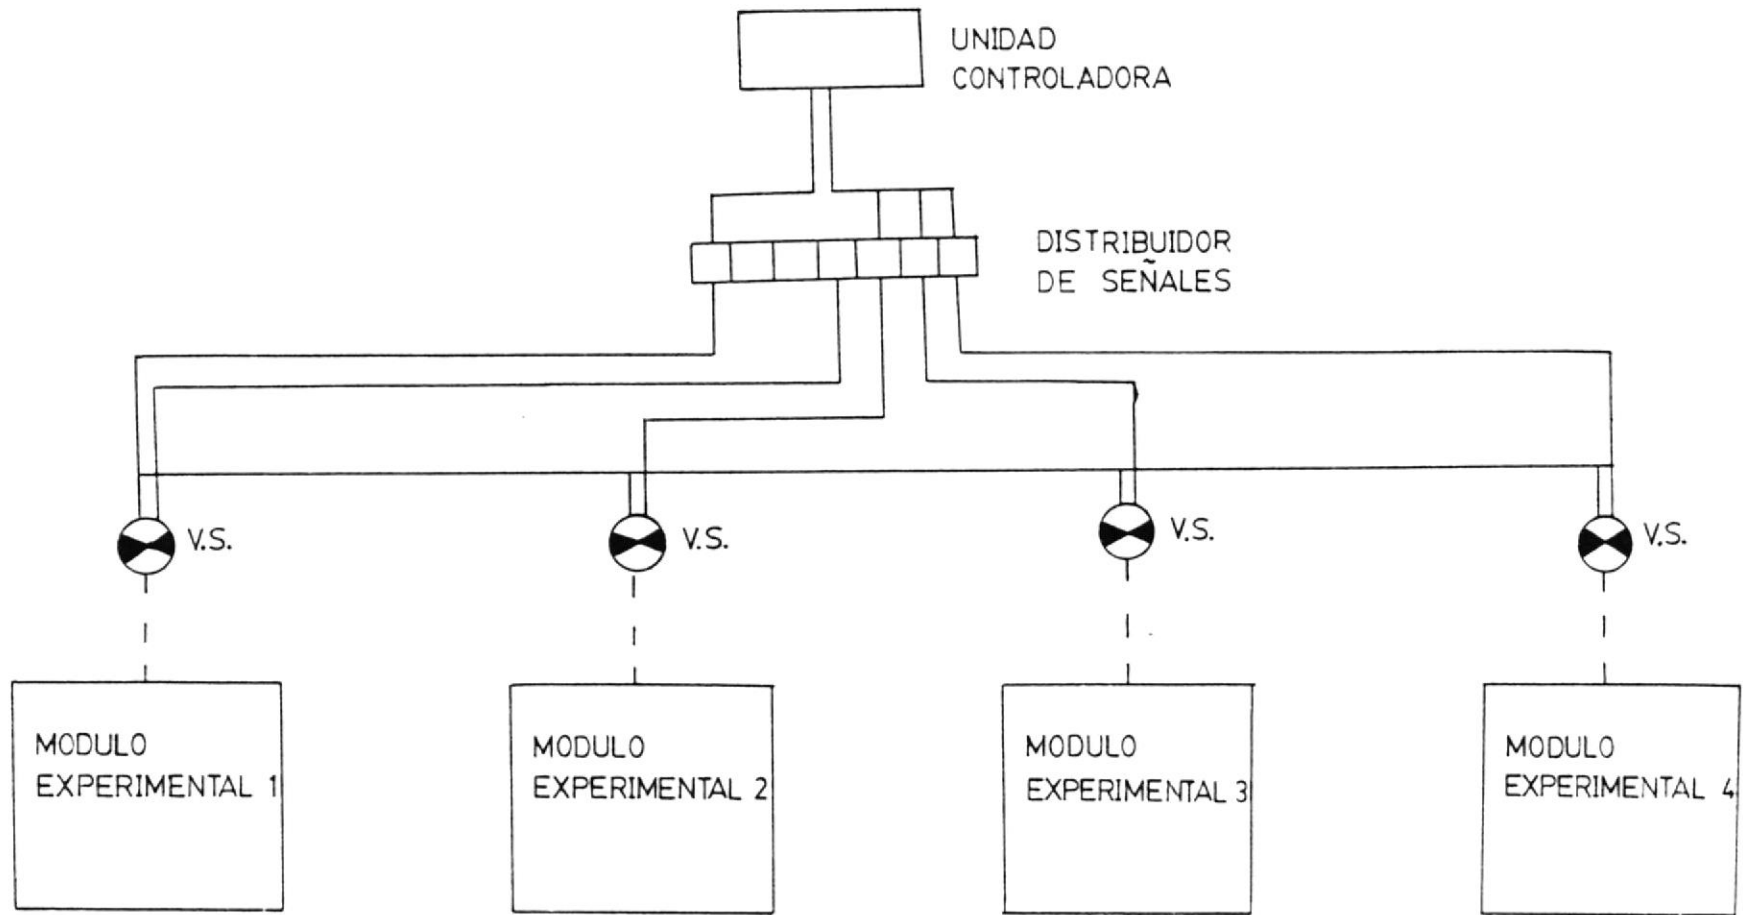 UNIDAD
CONTROLADORA
DISTRIBUIDOR
DE SEÑALES
V.S.
V.S.
V.S.
V.S.
MODULO
EXPERIMENTAL 1
MODULO
EXPERIMENTAL 2
MODULO
EXPERIMENTAL 3
MODULO
EXPERIMENTAL 4